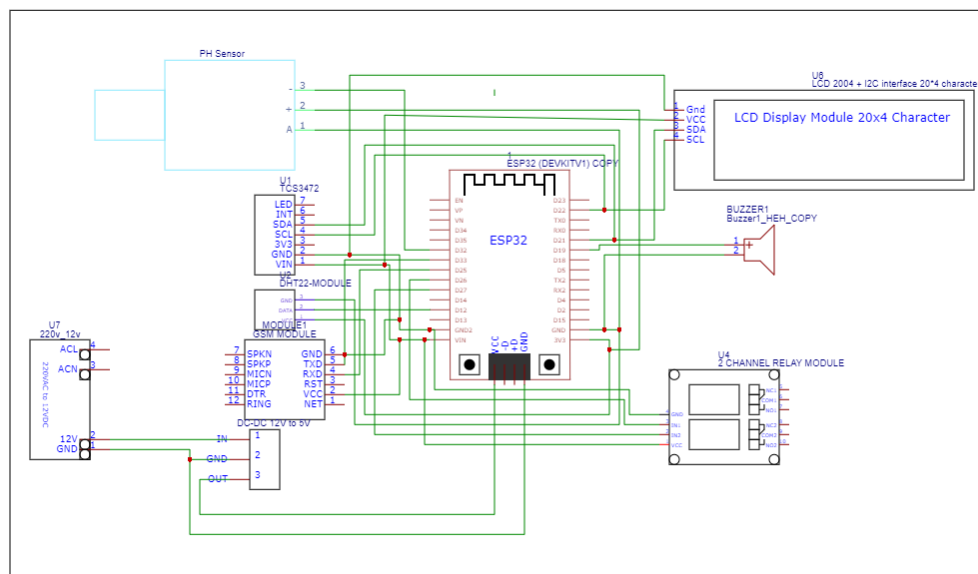 PH Sensor
- 3
+ 2
A 1
U6
LCD 2004 + I2C interface 20*4 characte
1 Gnd
2 VCC
3 SDA
4 SCL
LCD Display Module 20x4 Character
1
ESP32 (DEVKITV1) COPY
ESP32
EN
VP
VN
D34
D35
D32
D33
D25
D26
D27
D14
D12
D13
GND2
VIN
D23
D22
TX0
RX0
D21
D19
D18
D5
TX2
RX2
D4
D2
D15
GND
3V3
VCC
-D
+D
GND
U1
TCS3472
LED 7
INT 6
SDA 5
SCL 4
3V3 3
GND 2
VIN 1
U2
DHT22-MODULE
GND
DATA
VCC
BUZZER1
Buzzer1_HEH_COPY
1 +
2
MODULE1
GSM MODULE
7 SPKN
8 SPKP
9 MICN
10 MICP
11 DTR
12 RING
GND 6
TXD 5
RXD 4
RST 3
VCC 2
NET 1
U7
220v_12v
220VAC to 12VDC
ACL 4
ACN 3
12V 2
GND 1
DC-DC 12V to 5V
IN 1
GND 2
OUT 3
U4
2 CHANNEL RELAY MODULE
GND
IN1
IN2
VCC
NC1
COM1
NO1
NC2
COM2
NO2